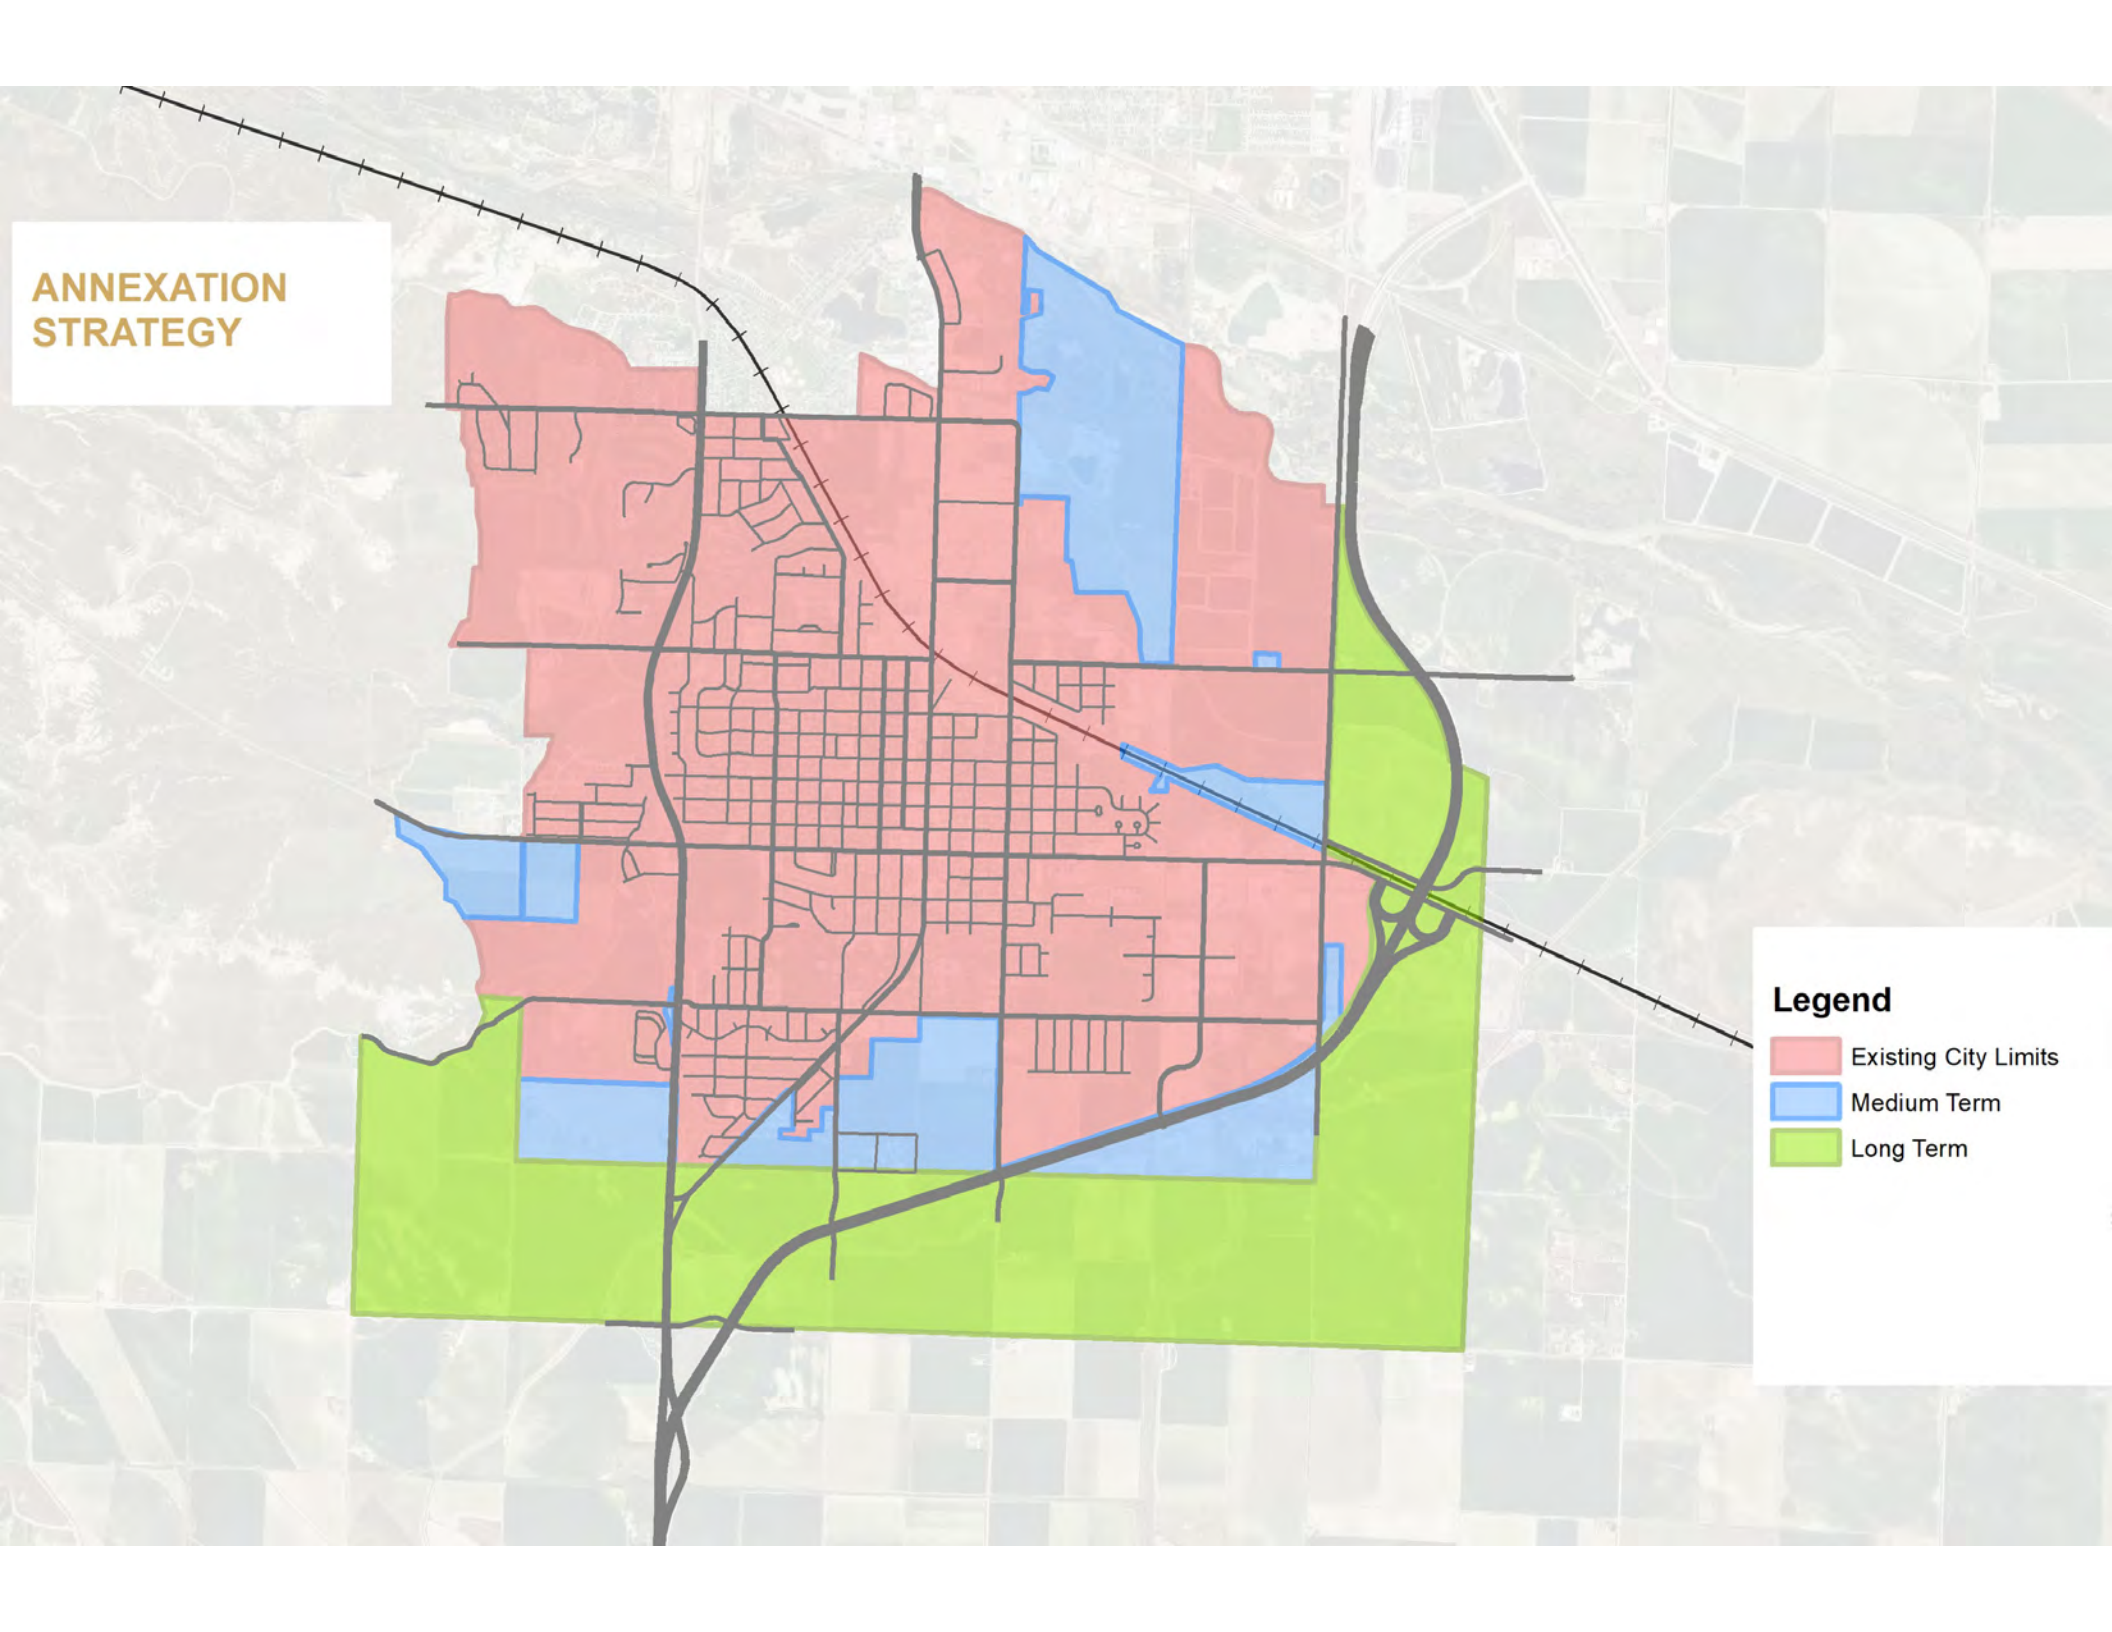 ANNEXATION
STRATEGY
Legend
Existing City Limits
Medium Term
Long Term